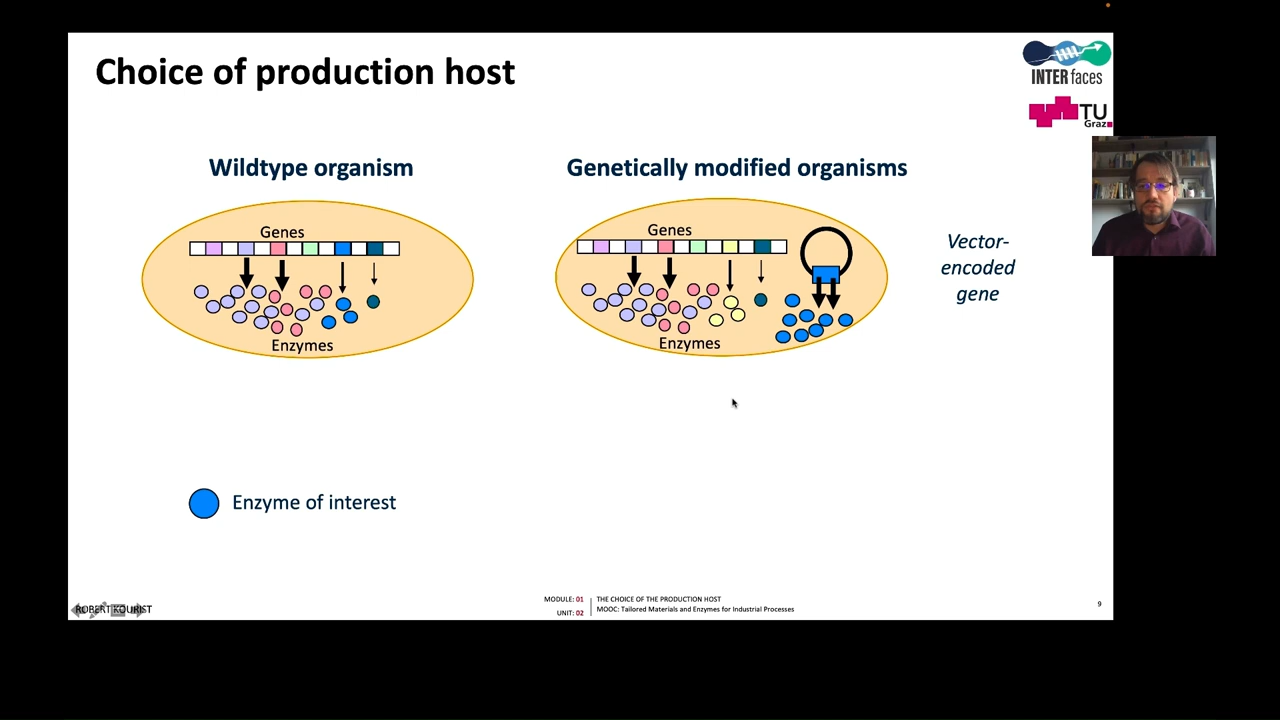 Choice of production host
INTERfaces
TU
Graz
Wildtype organism
Genetically modified organisms
Genes
Enzymes
Genes
Enzymes
Vector-
encoded
gene
Enzyme of interest
ROBERT KOURIST
MODULE: 01
UNIT: 02
THE CHOICE OF THE PRODUCTION HOST
MOOC: Tailored Materials and Enzymes for Industrial Processes
9